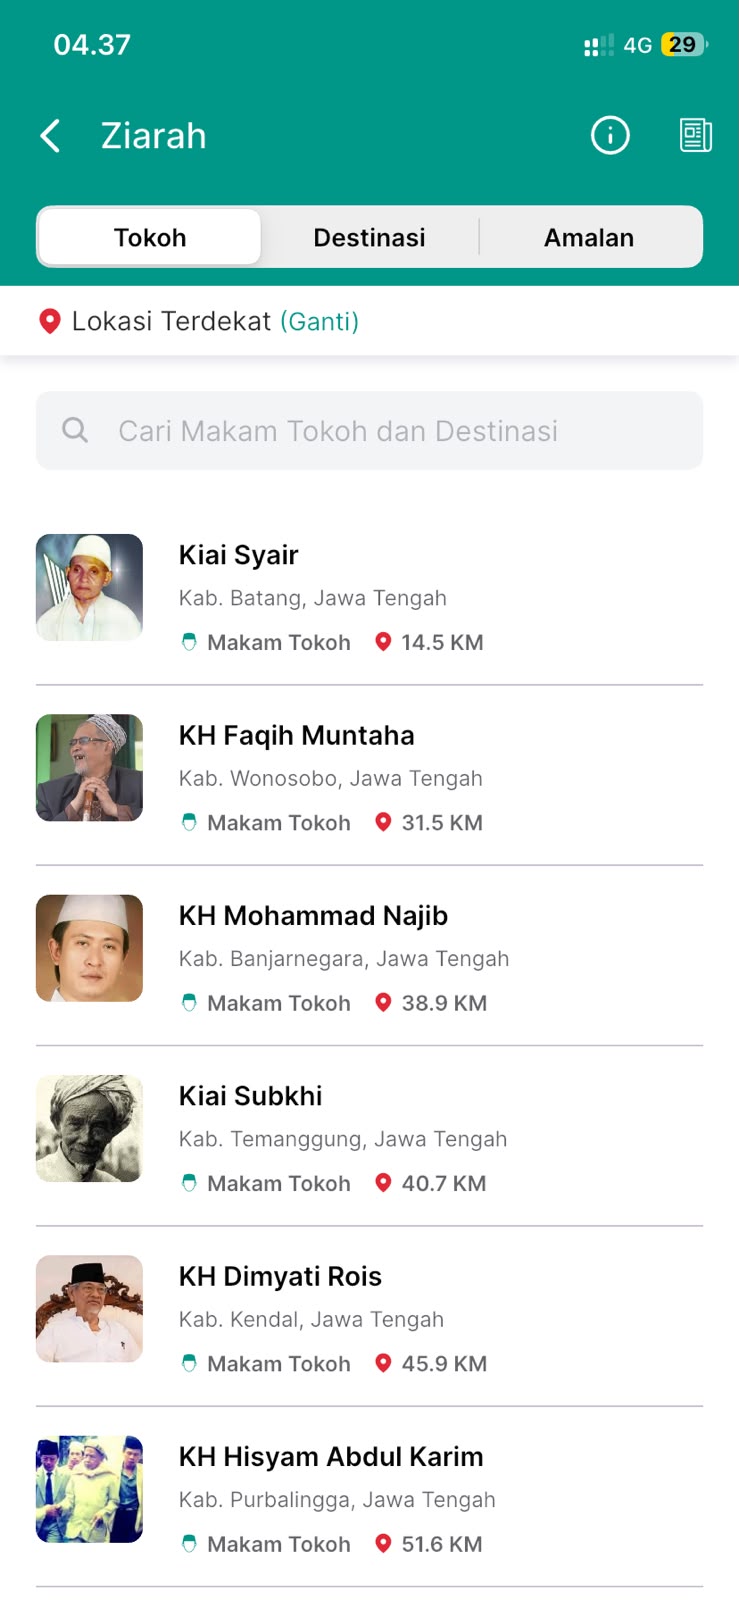 04.37
4G 29
Ziarah
Tokoh Destinasi Amalan
Lokasi Terdekat (Ganti)
Cari Makam Tokoh dan Destinasi
Kiai Syair
Kab. Batang, Jawa Tengah
Makam Tokoh 14.5 KM
KH Faqih Muntaha
Kab. Wonosobo, Jawa Tengah
Makam Tokoh 31.5 KM
KH Mohammad Najib
Kab. Banjarnegara, Jawa Tengah
Makam Tokoh 38.9 KM
Kiai Subkhi
Kab. Temanggung, Jawa Tengah
Makam Tokoh 40.7 KM
KH Dimyati Rois
Kab. Kendal, Jawa Tengah
Makam Tokoh 45.9 KM
KH Hisyam Abdul Karim
Kab. Purbalingga, Jawa Tengah
Makam Tokoh 51.6 KM